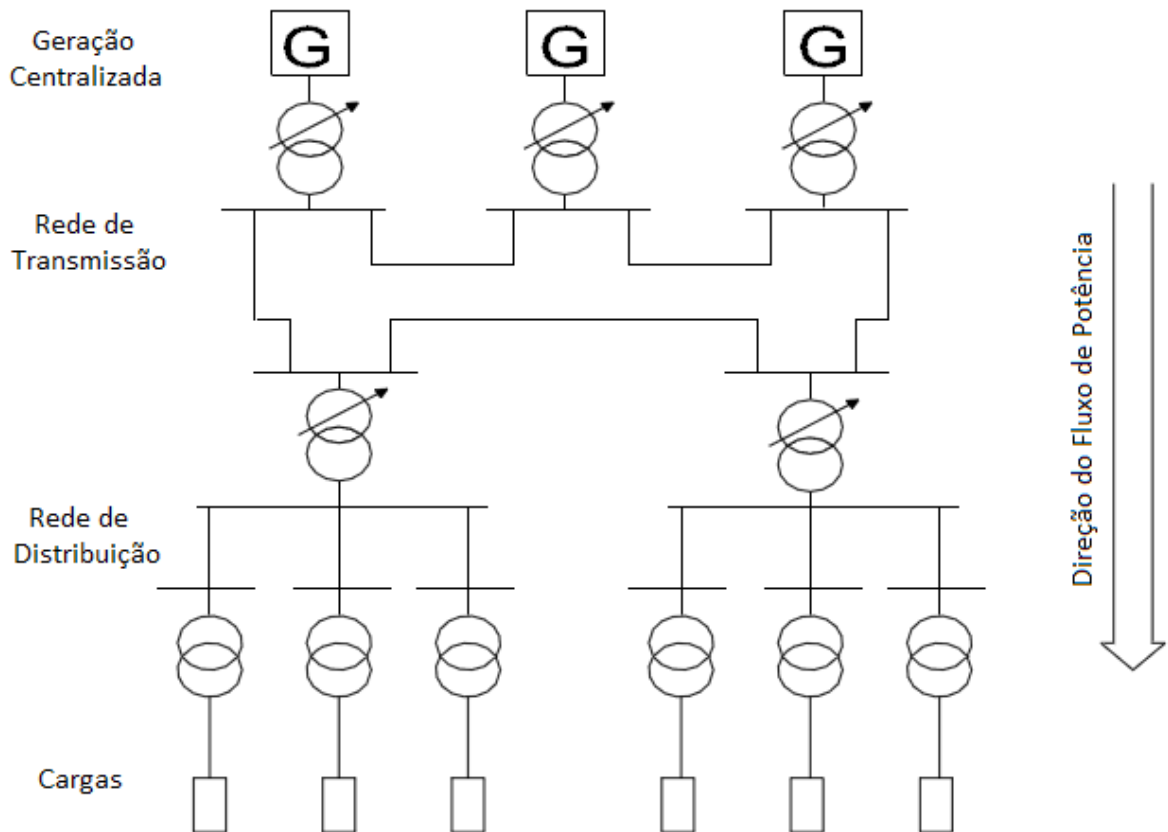 Geração
Centralizada
G
G
G
Rede de
Transmissão
Direção do Fluxo de Potência
Rede de
Distribuição
Cargas